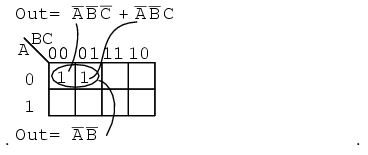 Out= A̅B̅C̅ + A̅B̅C
BC
A 00 01 11 10
0 1 1
1
Out= A̅B̅
. .